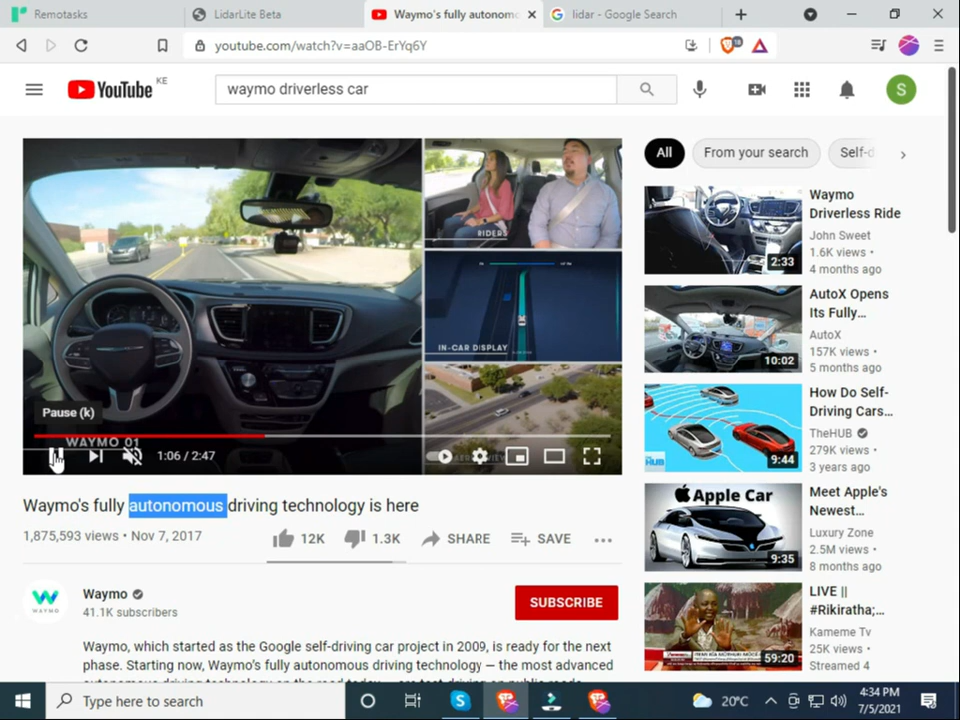 Remotasks
LidarLite Beta
Waymo's fully autonomo
lidar - Google Search
youtube.com/watch?v=aaOB-ErYq6Y
YouTube KE
waymo driverless car
S
RIDERS
IN-CAR DISPLAY
Pause (k)
WAYMO 01
1:06 / 2:47
All
From your search
Self-d
2:33
Waymo
Driverless Ride
John Sweet
1.6K views •
4 months ago
10:02
AutoX Opens
Its Fully...
AutoX
157K views •
5 months ago
THE HUB
9:44
How Do Self-
Driving Cars...
TheHUB
279K views •
3 years ago
Apple Car
9:35
Meet Apple's
Newest...
Luxury Zone
2.5M views •
8 months ago
59:20
LIVE ||
#Rikiratha;...
Kameme Tv
25K views •
Streamed 4
Waymo's fully autonomous driving technology is here
1,875,593 views • Nov 7, 2017
12K
1.3K
SHARE
SAVE
WAYMO
Waymo
41.1K subscribers
SUBSCRIBE
Waymo, which started as the Google self-driving car project in 2009, is ready for the next
phase. Starting now, Waymo's fully autonomous driving technology — the most advanced
Type here to search
20°C
4:34 PM
7/5/2021